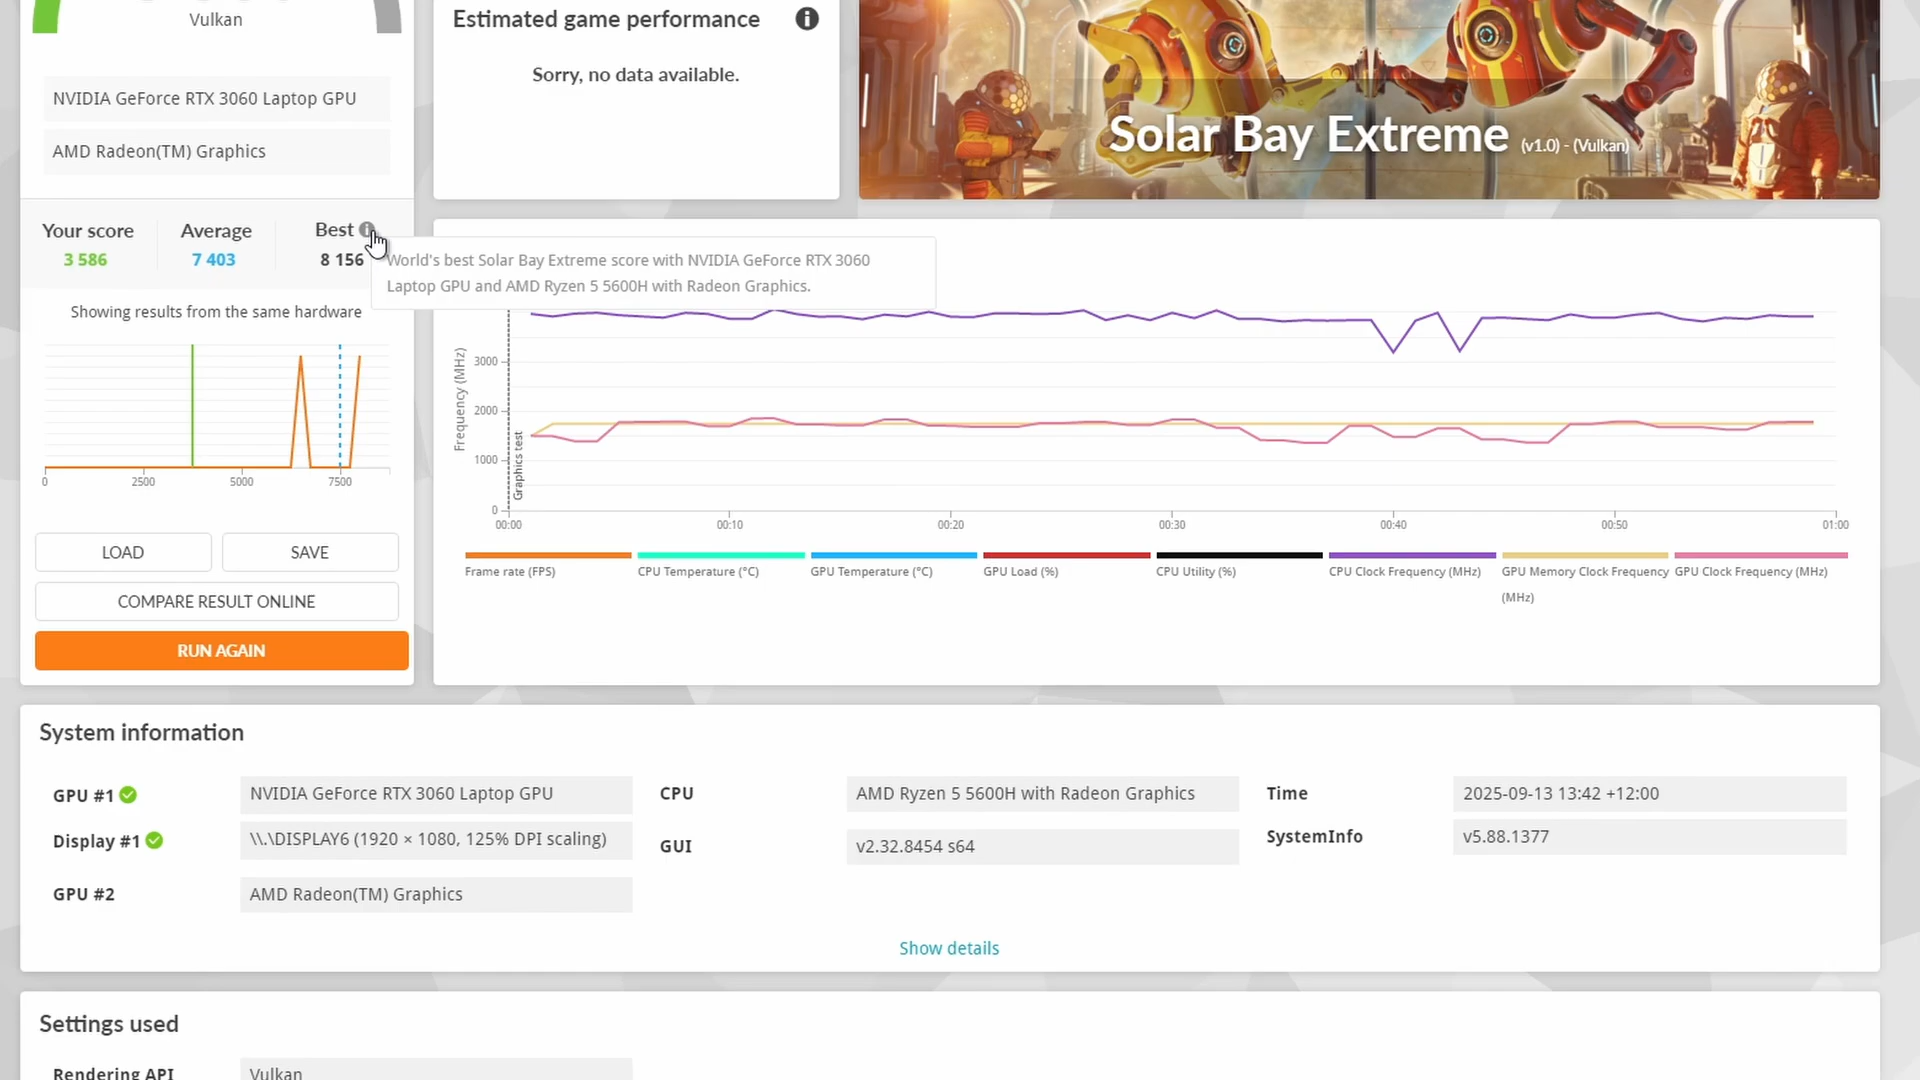 Vulkan
NVIDIA GeForce RTX 3060 Laptop GPU
AMD Radeon(TM) Graphics
Your score
3 586
Average
7 403
Best
8 156
Showing results from the same hardware
0 2500 5000 7500
LOAD
SAVE
COMPARE RESULT ONLINE
RUN AGAIN
Estimated game performance
Sorry, no data available.
Solar Bay Extreme (v1.0) - (Vulkan)
World's best Solar Bay Extreme score with NVIDIA GeForce RTX 3060
Laptop GPU and AMD Ryzen 5 5600H with Radeon Graphics.
Frequency (MHz)
3000
2000
1000
0
Graphics test
00:00 00:10 00:20 00:30 00:40 00:50 01:00
Frame rate (FPS)
CPU Temperature (°C)
GPU Temperature (°C)
GPU Load (%)
CPU Utility (%)
CPU Clock Frequency (MHz)
GPU Memory Clock Frequency
(MHz)
GPU Clock Frequency (MHz)
System information
GPU #1
NVIDIA GeForce RTX 3060 Laptop GPU
Display #1
\\.\DISPLAY6 (1920 × 1080, 125% DPI scaling)
GPU #2
AMD Radeon(TM) Graphics
CPU
AMD Ryzen 5 5600H with Radeon Graphics
GUI
v2.32.8454 s64
Time
2025-09-13 13:42 +12:00
SystemInfo
v5.88.1377
Show details
Settings used
Rendering API
Vulkan